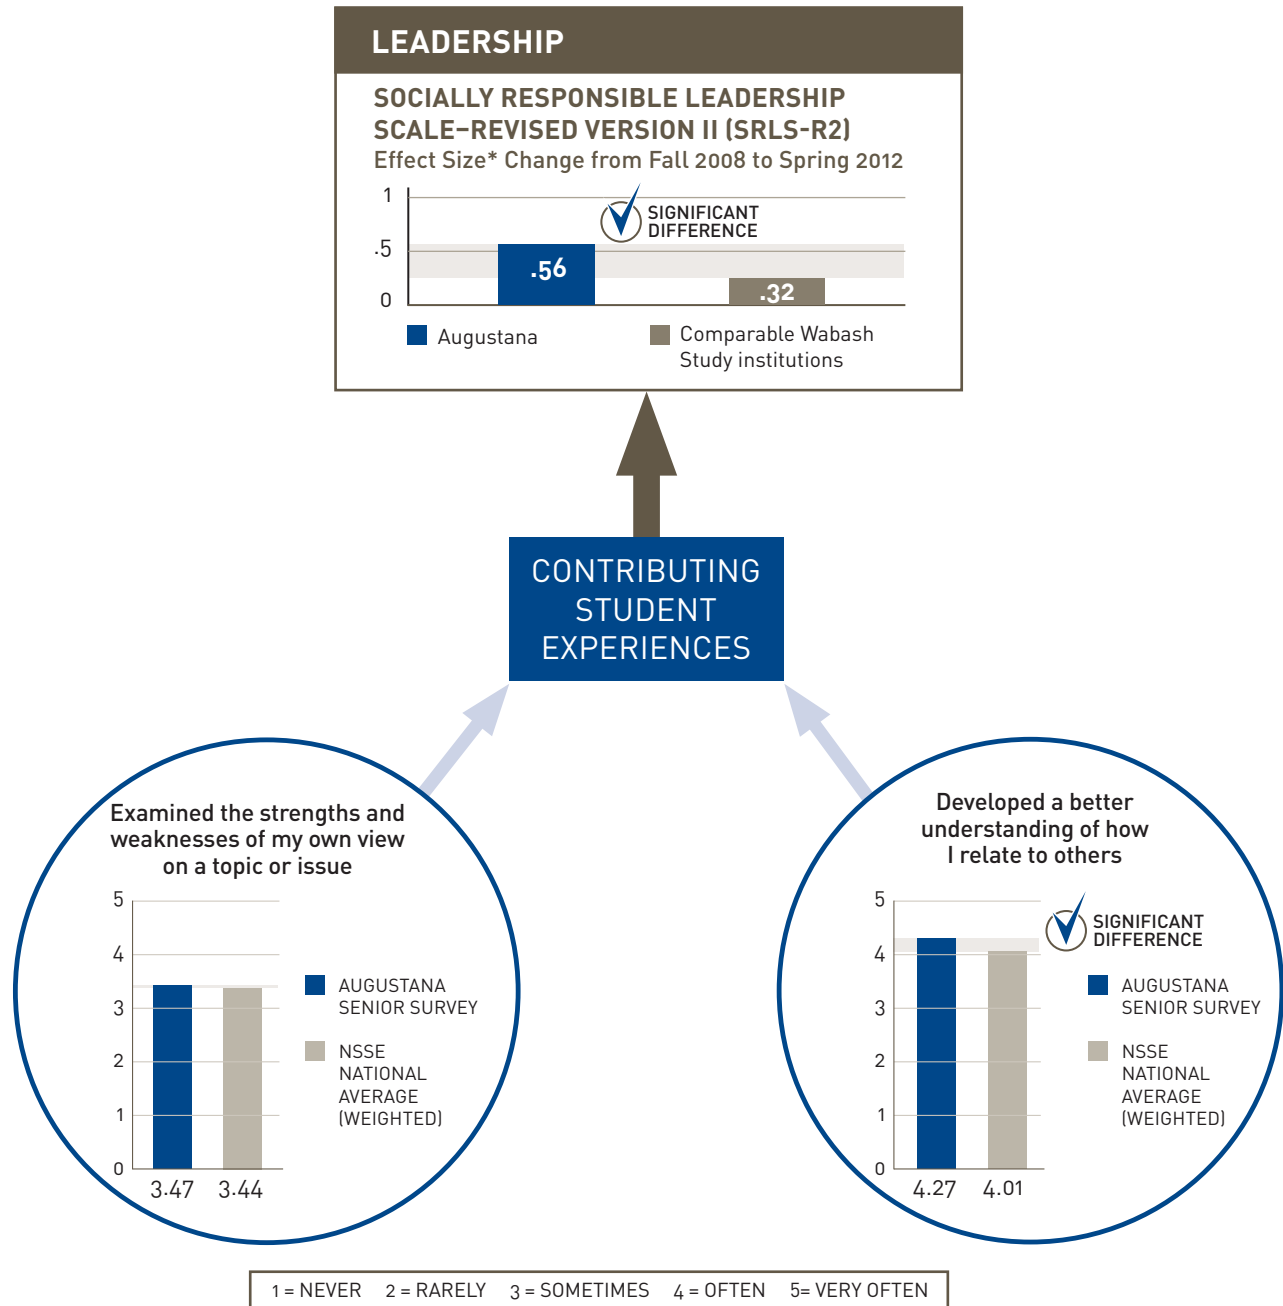 LEADERSHIP
SOCIALLY RESPONSIBLE LEADERSHIP
SCALE–REVISED VERSION II (SRLS-R2)
Effect Size* Change from Fall 2008 to Spring 2012
1
.5
0
SIGNIFICANT
DIFFERENCE
.56
.32
Augustana
Comparable Wabash
Study institutions
CONTRIBUTING
STUDENT
EXPERIENCES
Examined the strengths and
weaknesses of my own view
on a topic or issue
5
4
3
2
1
0
3.47 3.44
AUGUSTANA
SENIOR SURVEY
NSSE
NATIONAL
AVERAGE
(WEIGHTED)
Developed a better
understanding of how
I relate to others
5
4
3
2
1
0
4.27 4.01
SIGNIFICANT
DIFFERENCE
AUGUSTANA
SENIOR SURVEY
NSSE
NATIONAL
AVERAGE
(WEIGHTED)
1 = NEVER 2 = RARELY 3 = SOMETIMES 4 = OFTEN 5= VERY OFTEN